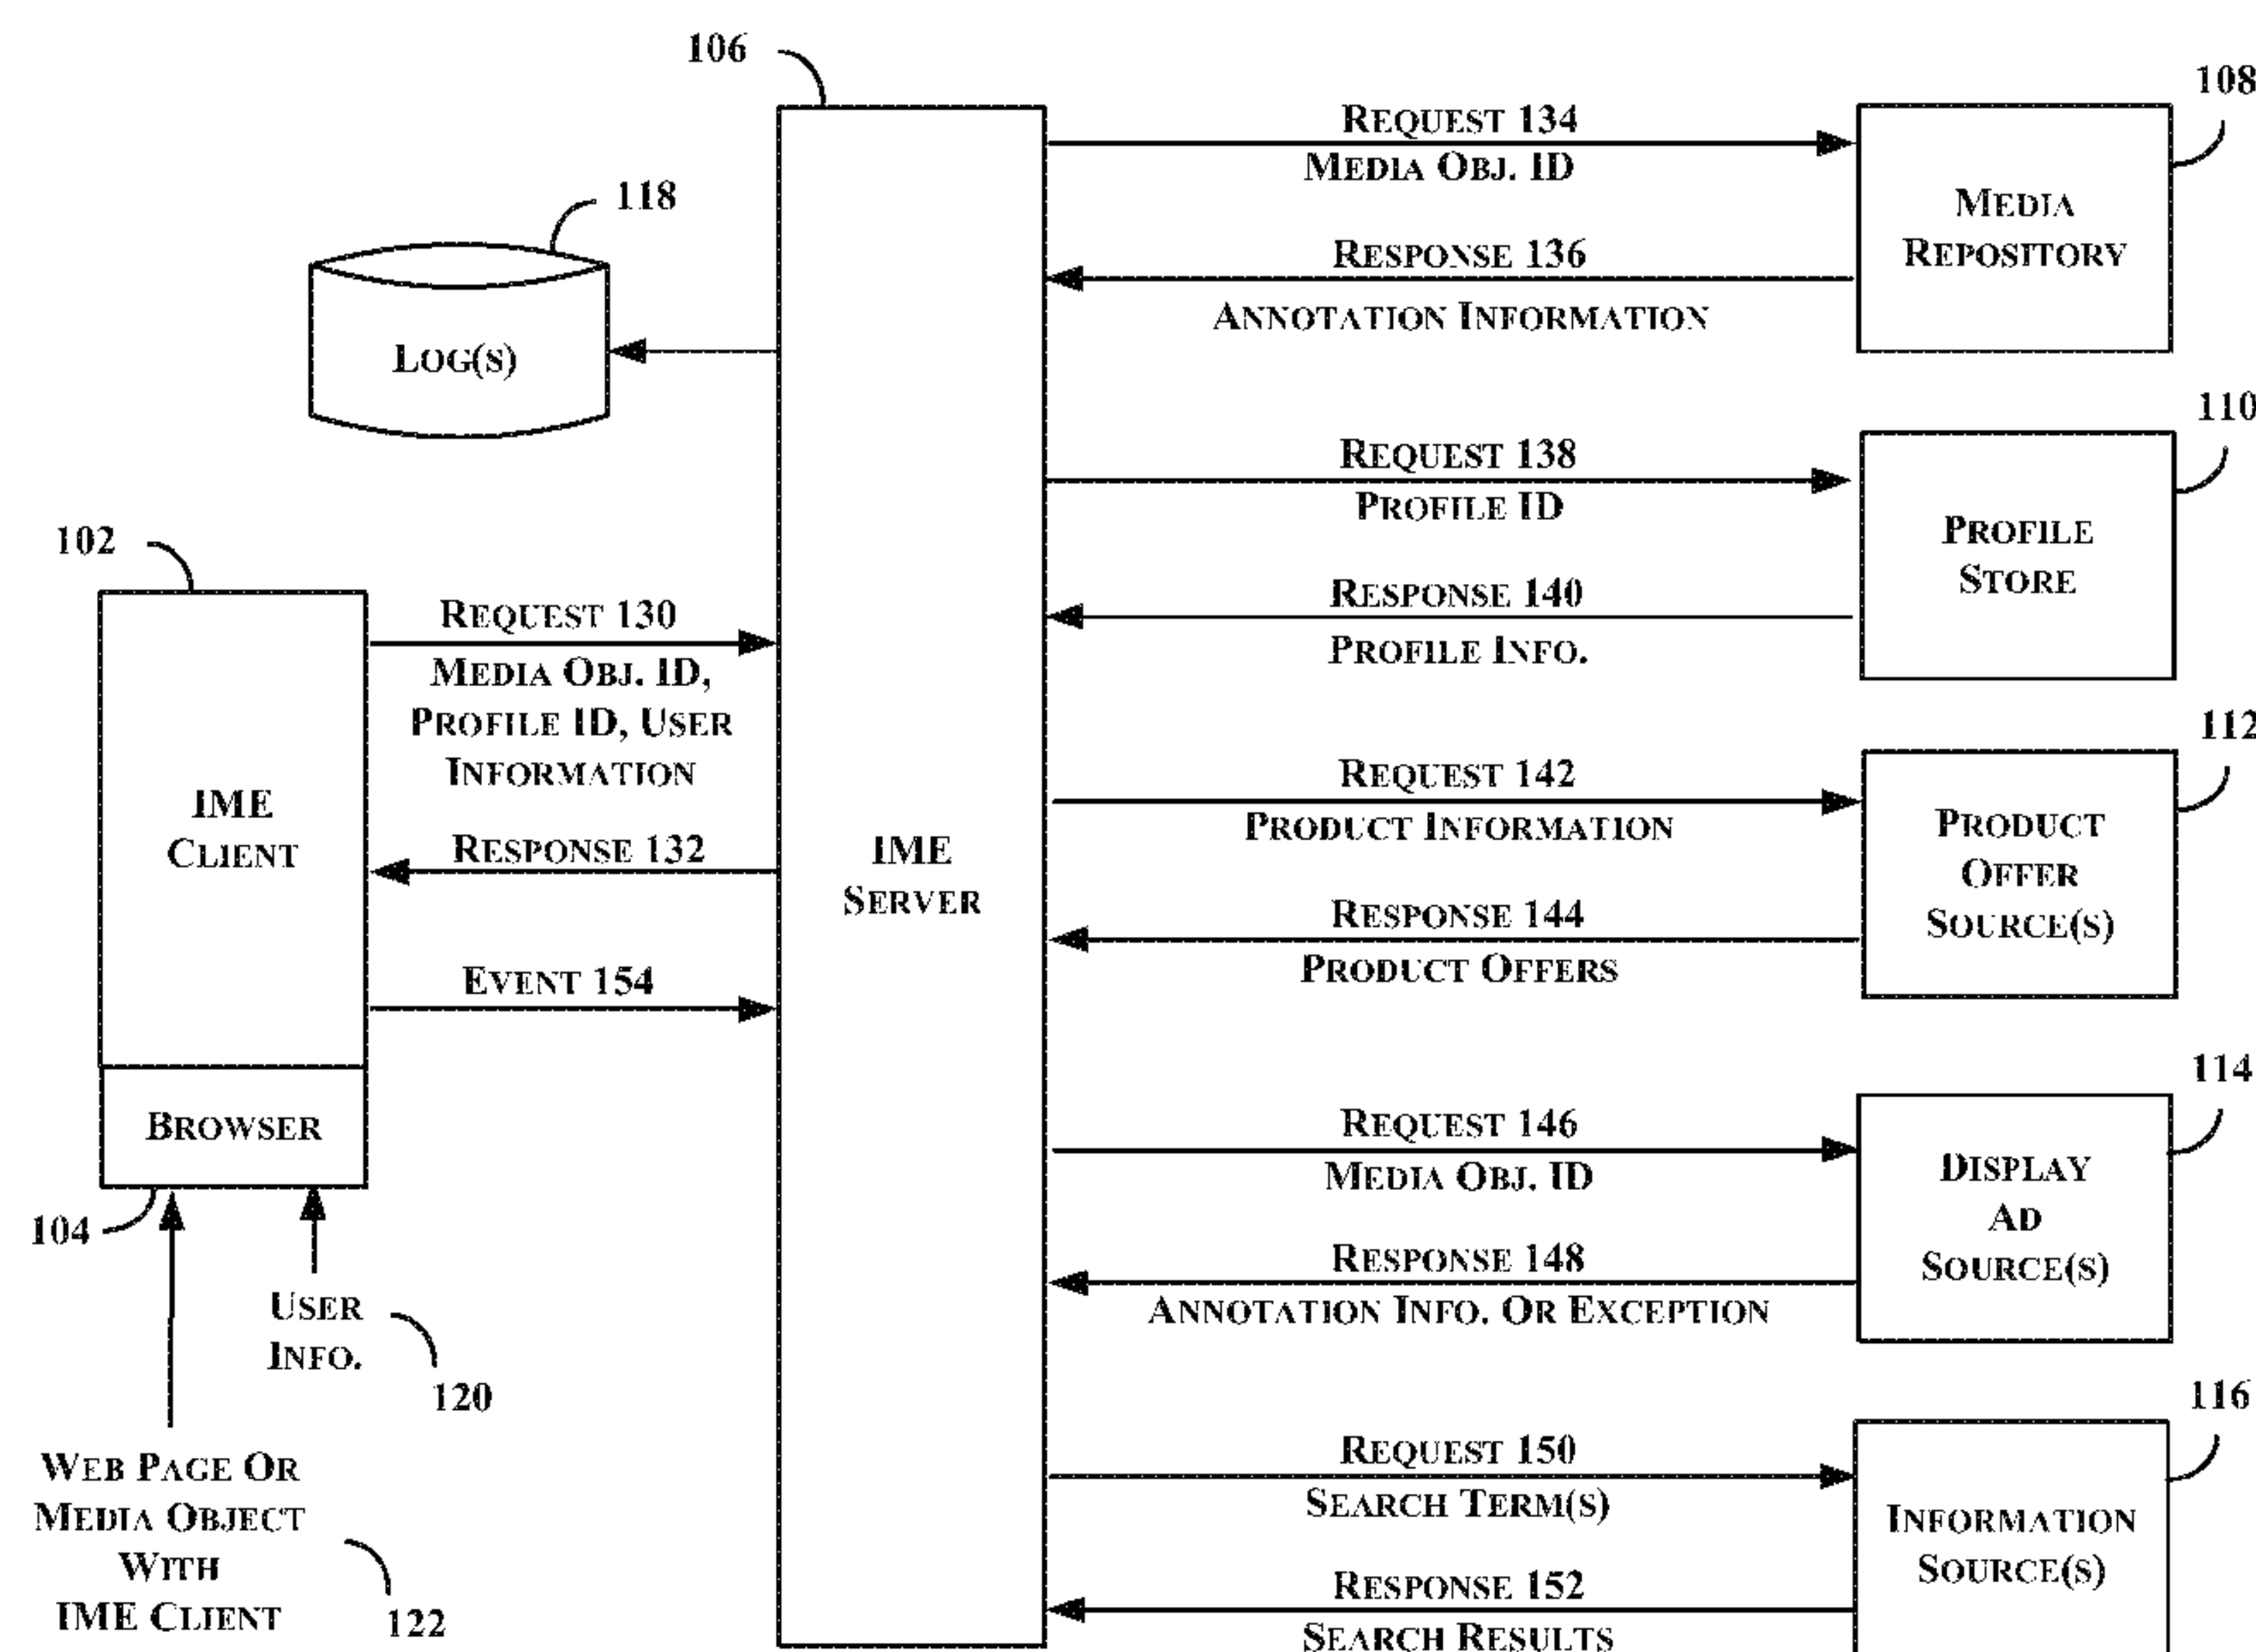 106
108
REQUEST 134
MEDIA OBJ. ID
MEDIA
REPOSITORY
RESPONSE 136
ANNOTATION INFORMATION
118
LOG(S)
110
REQUEST 138
PROFILE ID
PROFILE
STORE
RESPONSE 140
PROFILE INFO.
102
REQUEST 130
MEDIA OBJ. ID,
PROFILE ID, USER
INFORMATION
IME
CLIENT
RESPONSE 132
EVENT 154
BROWSER
104
USER
INFO.
120
WEB PAGE OR
MEDIA OBJECT
WITH
IME CLIENT
122
IME
SERVER
112
REQUEST 142
PRODUCT INFORMATION
PRODUCT
OFFER
SOURCE(S)
RESPONSE 144
PRODUCT OFFERS
114
REQUEST 146
MEDIA OBJ. ID
DISPLAY
AD
SOURCE(S)
RESPONSE 148
ANNOTATION INFO. OR EXCEPTION
116
REQUEST 150
SEARCH TERM(S)
INFORMATION
SOURCE(S)
RESPONSE 152
SEARCH RESULTS